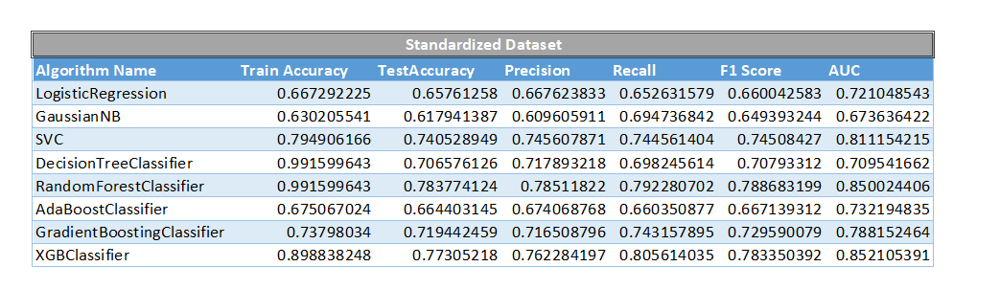 Standardized Dataset
Algorithm Name Train Accuracy TestAccuracy Precision Recall F1 Score AUC
LogisticRegression 0.667292225 0.65761258 0.667623833 0.652631579 0.660042583 0.721048543
GaussianNB 0.630205541 0.617941387 0.609605911 0.694736842 0.649393244 0.673636422
SVC 0.794906166 0.740528949 0.745607871 0.744561404 0.74508427 0.811154215
DecisionTreeClassifier 0.991599643 0.706576126 0.717893218 0.698245614 0.70793312 0.709541662
RandomForestClassifier 0.991599643 0.783774124 0.78511822 0.792280702 0.788683199 0.850024406
AdaBoostClassifier 0.675067024 0.664403145 0.674068768 0.660350877 0.667139312 0.732194835
GradientBoostingClassifier 0.73798034 0.719442459 0.716508796 0.743157895 0.729590079 0.788152464
XGBClassifier 0.898838248 0.77305218 0.762284197 0.805614035 0.783350392 0.852105391